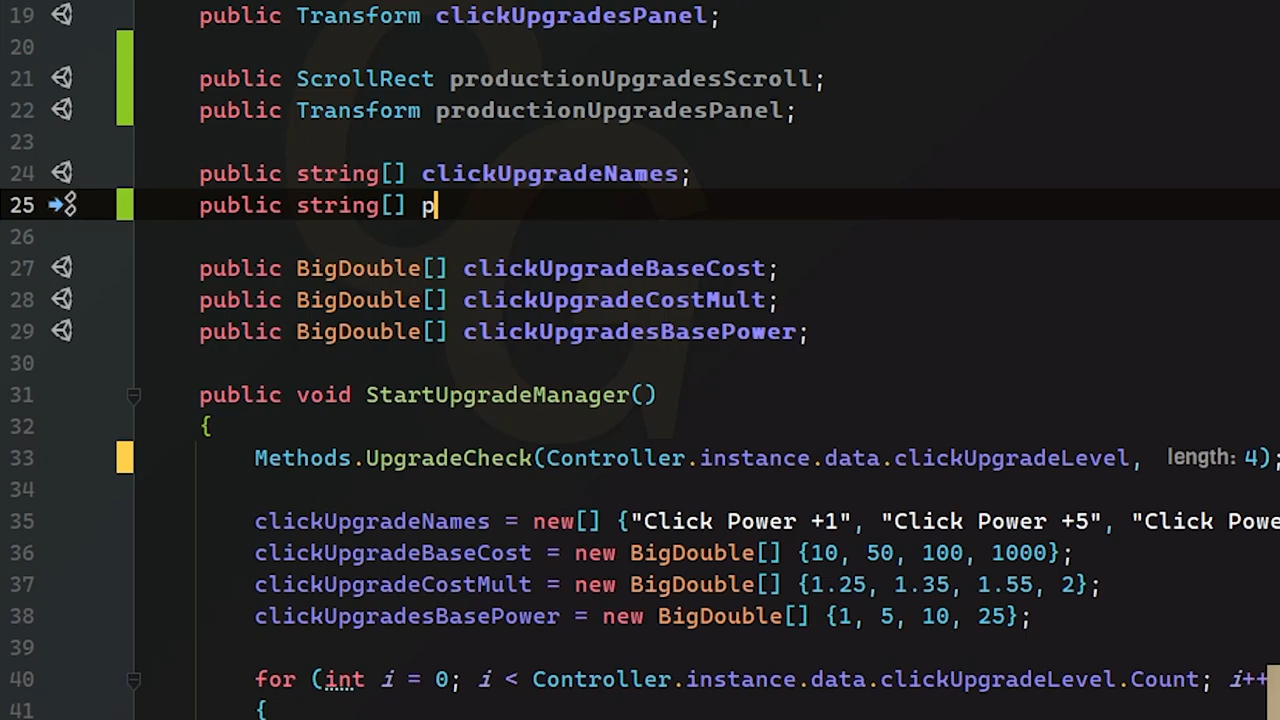 19 public Transform clickUpgradesPanel;
20
21 public ScrollRect productionUpgradesScroll;
22 public Transform productionUpgradesPanel;
23
24 public string[] clickUpgradeNames;
25 public string[] p
26
27 public BigDouble[] clickUpgradeBaseCost;
28 public BigDouble[] clickUpgradeCostMult;
29 public BigDouble[] clickUpgradesBasePower;
30
31 public void StartUpgradeManager()
32 {
33 Methods.UpgradeCheck(Controller.instance.data.clickUpgradeLevel, length: 4);
34
35 clickUpgradeNames = new[] {"Click Power +1", "Click Power +5", "Click Powe
36 clickUpgradeBaseCost = new BigDouble[] {10, 50, 100, 1000};
37 clickUpgradeCostMult = new BigDouble[] {1.25, 1.35, 1.55, 2};
38 clickUpgradesBasePower = new BigDouble[] {1, 5, 10, 25};
39
40 for (int i = 0; i < Controller.instance.data.clickUpgradeLevel.Count; i++
41 {